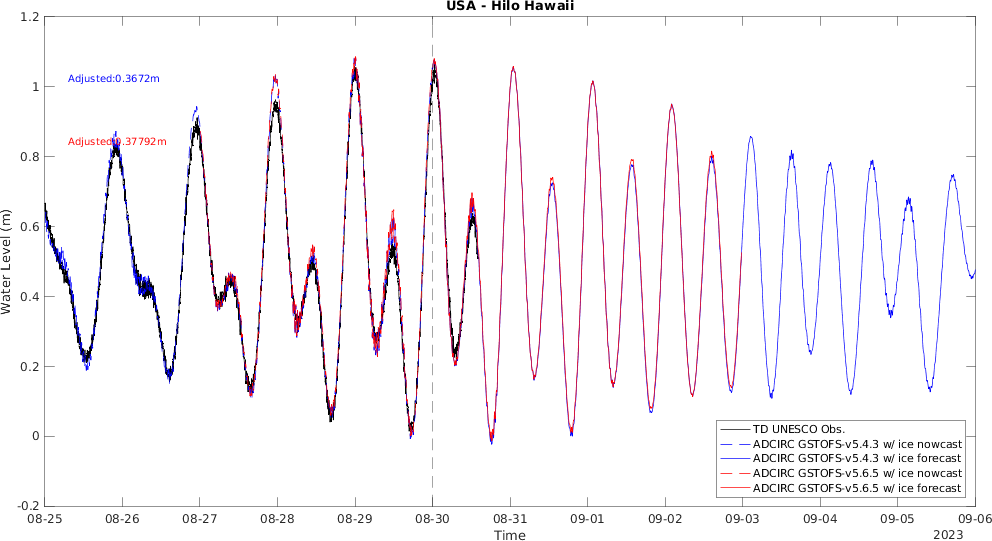 USA - Hilo Hawaii
1.2
1
0.8
0.6
0.4
0.2
0
-0.2
Water Level (m)
Adjusted:0.3672m
Adjusted:0.37792m
TD UNESCO Obs.
ADCIRC GSTOFS-v5.4.3 w/ ice nowcast
ADCIRC GSTOFS-v5.4.3 w/ ice forecast
ADCIRC GSTOFS-v5.6.5 w/ ice nowcast
ADCIRC GSTOFS-v5.6.5 w/ ice forecast
08-25 08-26 08-27 08-28 08-29 08-30 08-31 09-01 09-02 09-03 09-04 09-05 09-06
Time
2023